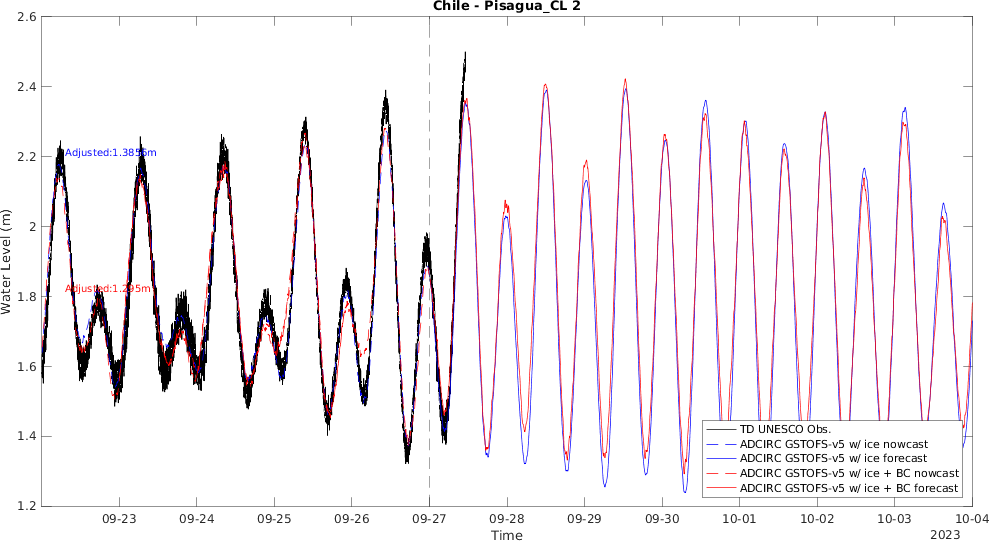 Chile - Pisagua_CL 2
2.6
2.4
2.2
2
1.8
1.6
1.4
1.2
Water Level (m)
Adjusted:1.3855m
Adjusted:1.295m
TD UNESCO Obs.
ADCIRC GSTOFS-v5 w/ ice nowcast
ADCIRC GSTOFS-v5 w/ ice forecast
ADCIRC GSTOFS-v5 w/ ice + BC nowcast
ADCIRC GSTOFS-v5 w/ ice + BC forecast
09-23 09-24 09-25 09-26 09-27 09-28 09-29 09-30 10-01 10-02 10-03 10-04
Time
2023